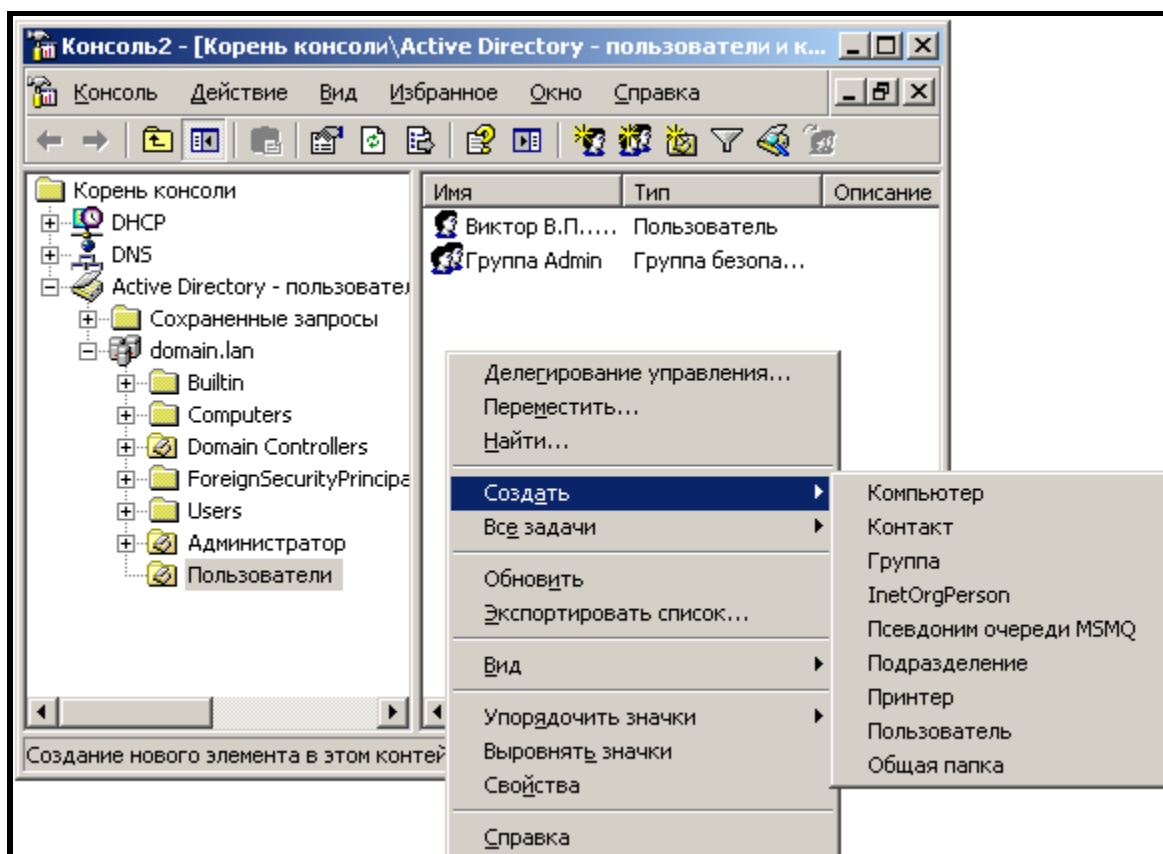 Консоль2 - [Корень консоли\Active Directory - пользователи и к...
Консоль Действие Вид Избранное Окно Справка
Корень консоли
DHCP
DNS
Active Directory - пользовател
Сохраненные запросы
domain.lan
Builtin
Computers
Domain Controllers
ForeignSecurityPrincipa
Users
Администратор
Пользователи
Имя Тип Описание
Виктор В.П..... Пользователь
Группа Admin Группа безопа...
Делегирование управления...
Переместить...
Найти...
Создать
Все задачи
Обновить
Экспортировать список...
Вид
Упорядочить значки
Выровнять значки
Свойства
Справка
Компьютер
Контакт
Группа
InetOrgPerson
Псевдоним очереди MSMQ
Подразделение
Принтер
Пользователь
Общая папка
Создание нового элемента в этом контей